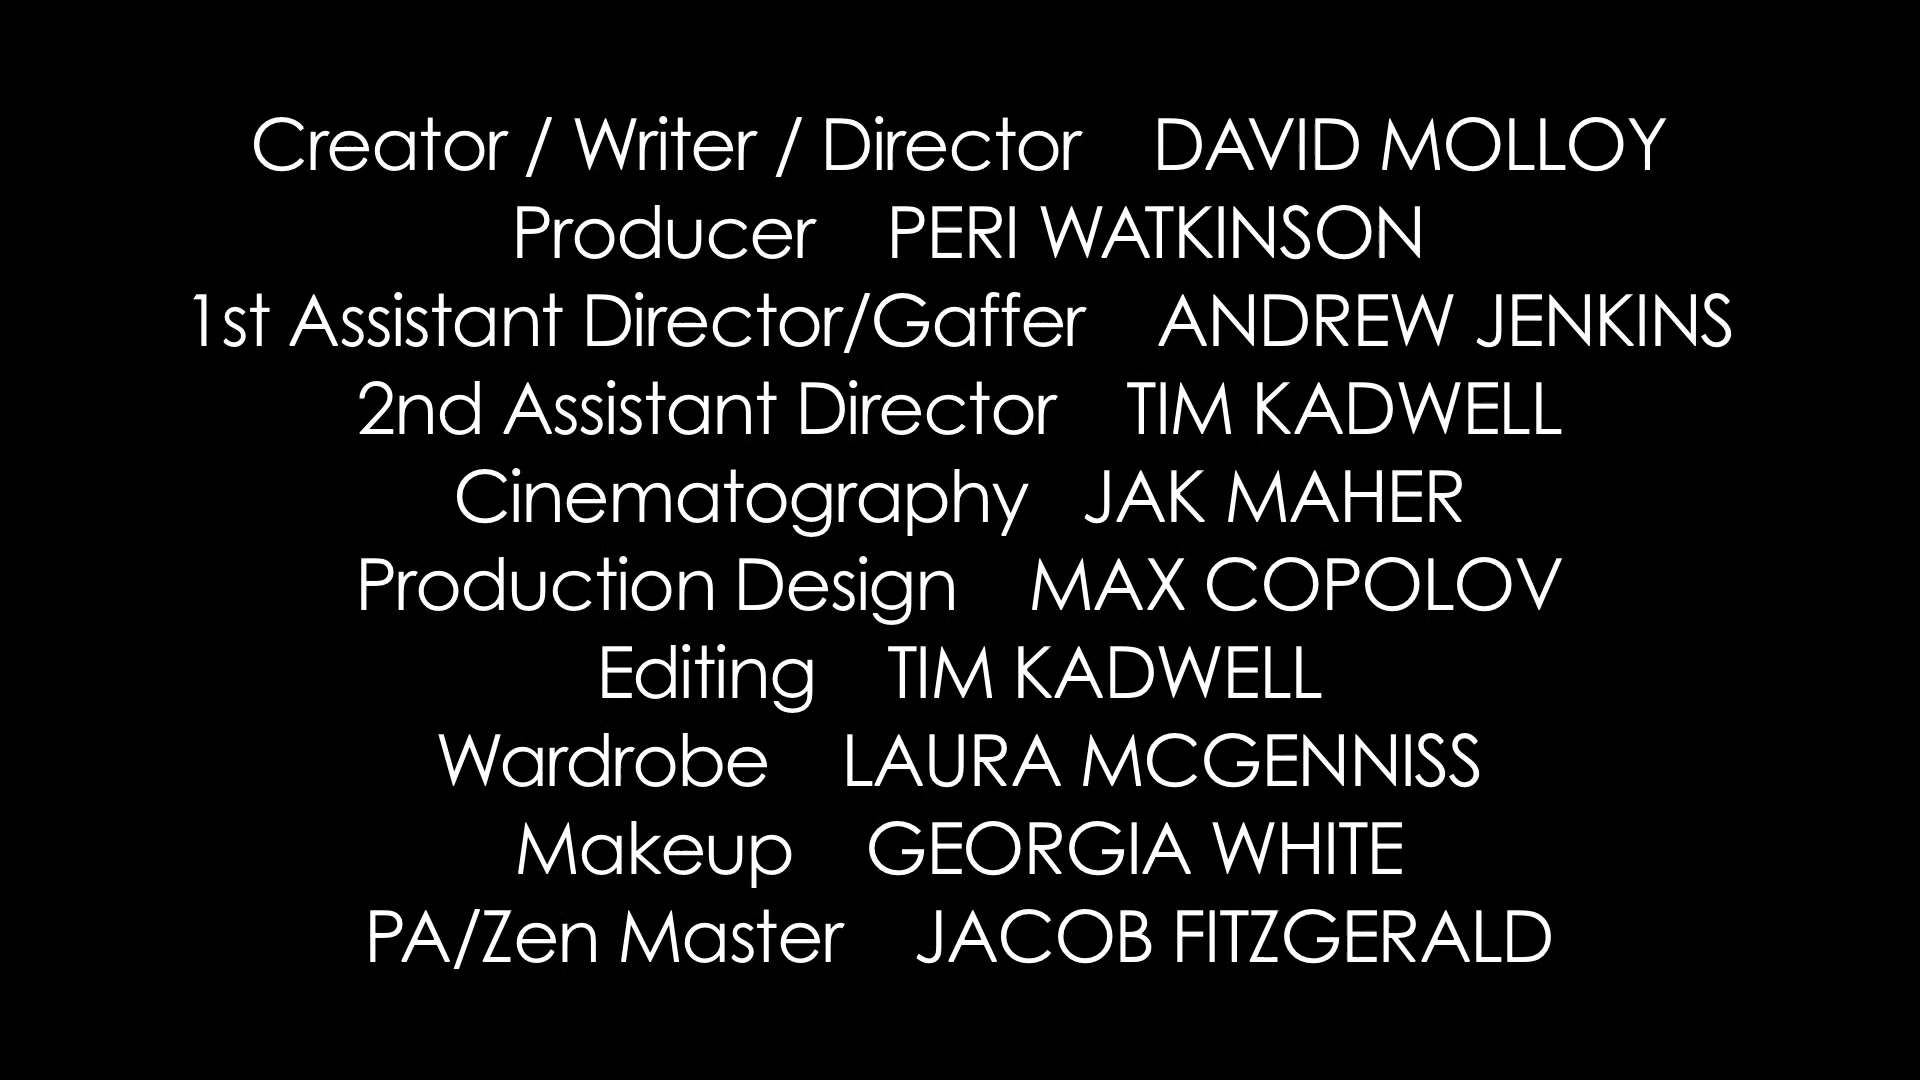 Creator / Writer / Director DAVID MOLLOY
Producer PERI WATKINSON
1st Assistant Director/Gaffer ANDREW JENKINS
2nd Assistant Director TIM KADWELL
Cinematography JAK MAHER
Production Design MAX COPOLOV
Editing TIM KADWELL
Wardrobe LAURA MCGENNISS
Makeup GEORGIA WHITE
PA/Zen Master JACOB FITZGERALD